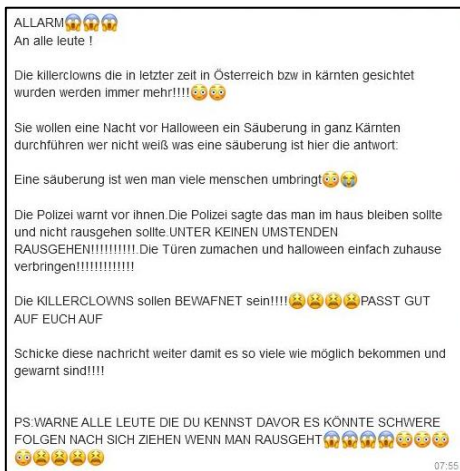 ALLARM😱😱😱
An alle leute !
Die killerclowns die in letzter zeit in Österreich bzw in kärnten gesichtet
wurden werden immer mehr!!!!😳😳
Sie wollen eine Nacht vor Halloween ein Säuberung in ganz Kärnten
durchführen wer nicht weiß was eine säuberung ist hier die antwort:
Eine säuberung ist wen man viele menschen umbringt😳😭
Die Polizei warnt vor ihnen.Die Polizei sagte das man im haus bleiben sollte
und nicht rausgehen sollte.UNTER KEINEN UMSTENDEN
RAUSGEHEN!!!!!!!!!!.Die Türen zumachen und halloween einfach zuhause
verbringen!!!!!!!!!!!!!
Die KILLERCLOWNS sollen BEWAFNET sein!!!!😫😫😫😫PASST GUT
AUF EUCH AUF
Schicke diese nachricht weiter damit es so viele wie möglich bekommen und
gewarnt sind!!!!
PS:WARNE ALLE LEUTE DIE DU KENNST DAVOR ES KÖNNTE SCHWERE
FOLGEN NACH SICH ZIEHEN WENN MAN RAUSGEHT😱😱😱😱😳😳😳
😳😫😫😫😫
07:55